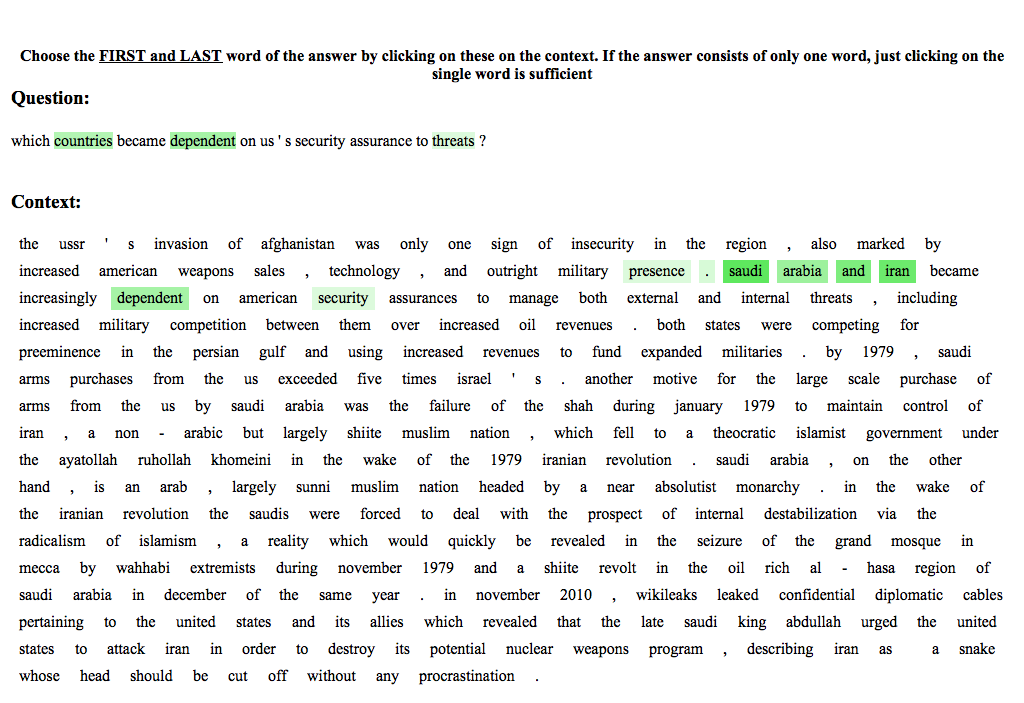 Choose the FIRST and LAST word of the answer by clicking on these on the context. If the answer consists of only one word, just clicking on the
single word is sufficient
Question:
which countries became dependent on us ' s security assurance to threats ?
Context:
the ussr ' s invasion of afghanistan was only one sign of insecurity in the region , also marked by
increased american weapons sales , technology , and outright military presence . saudi arabia and iran became
increasingly dependent on american security assurances to manage both external and internal threats , including
increased military competition between them over increased oil revenues . both states were competing for
preeminence in the persian gulf and using increased revenues to fund expanded militaries . by 1979 , saudi
arms purchases from the us exceeded five times israel ' s . another motive for the large scale purchase of
arms from the us by saudi arabia was the failure of the shah during january 1979 to maintain control of
iran , a non - arabic but largely shiite muslim nation , which fell to a theocratic islamist government under
the ayatollah ruhollah khomeini in the wake of the 1979 iranian revolution . saudi arabia , on the other
hand , is an arab , largely sunni muslim nation headed by a near absolutist monarchy . in the wake of
the iranian revolution the saudis were forced to deal with the prospect of internal destabilization via the
radicalism of islamism , a reality which would quickly be revealed in the seizure of the grand mosque in
mecca by wahhabi extremists during november 1979 and a shiite revolt in the oil rich al - hasa region of
saudi arabia in december of the same year . in november 2010 , wikileaks leaked confidential diplomatic cables
pertaining to the united states and its allies which revealed that the late saudi king abdullah urged the united
states to attack iran in order to destroy its potential nuclear weapons program , describing iran as a snake
whose head should be cut off without any procrastination .